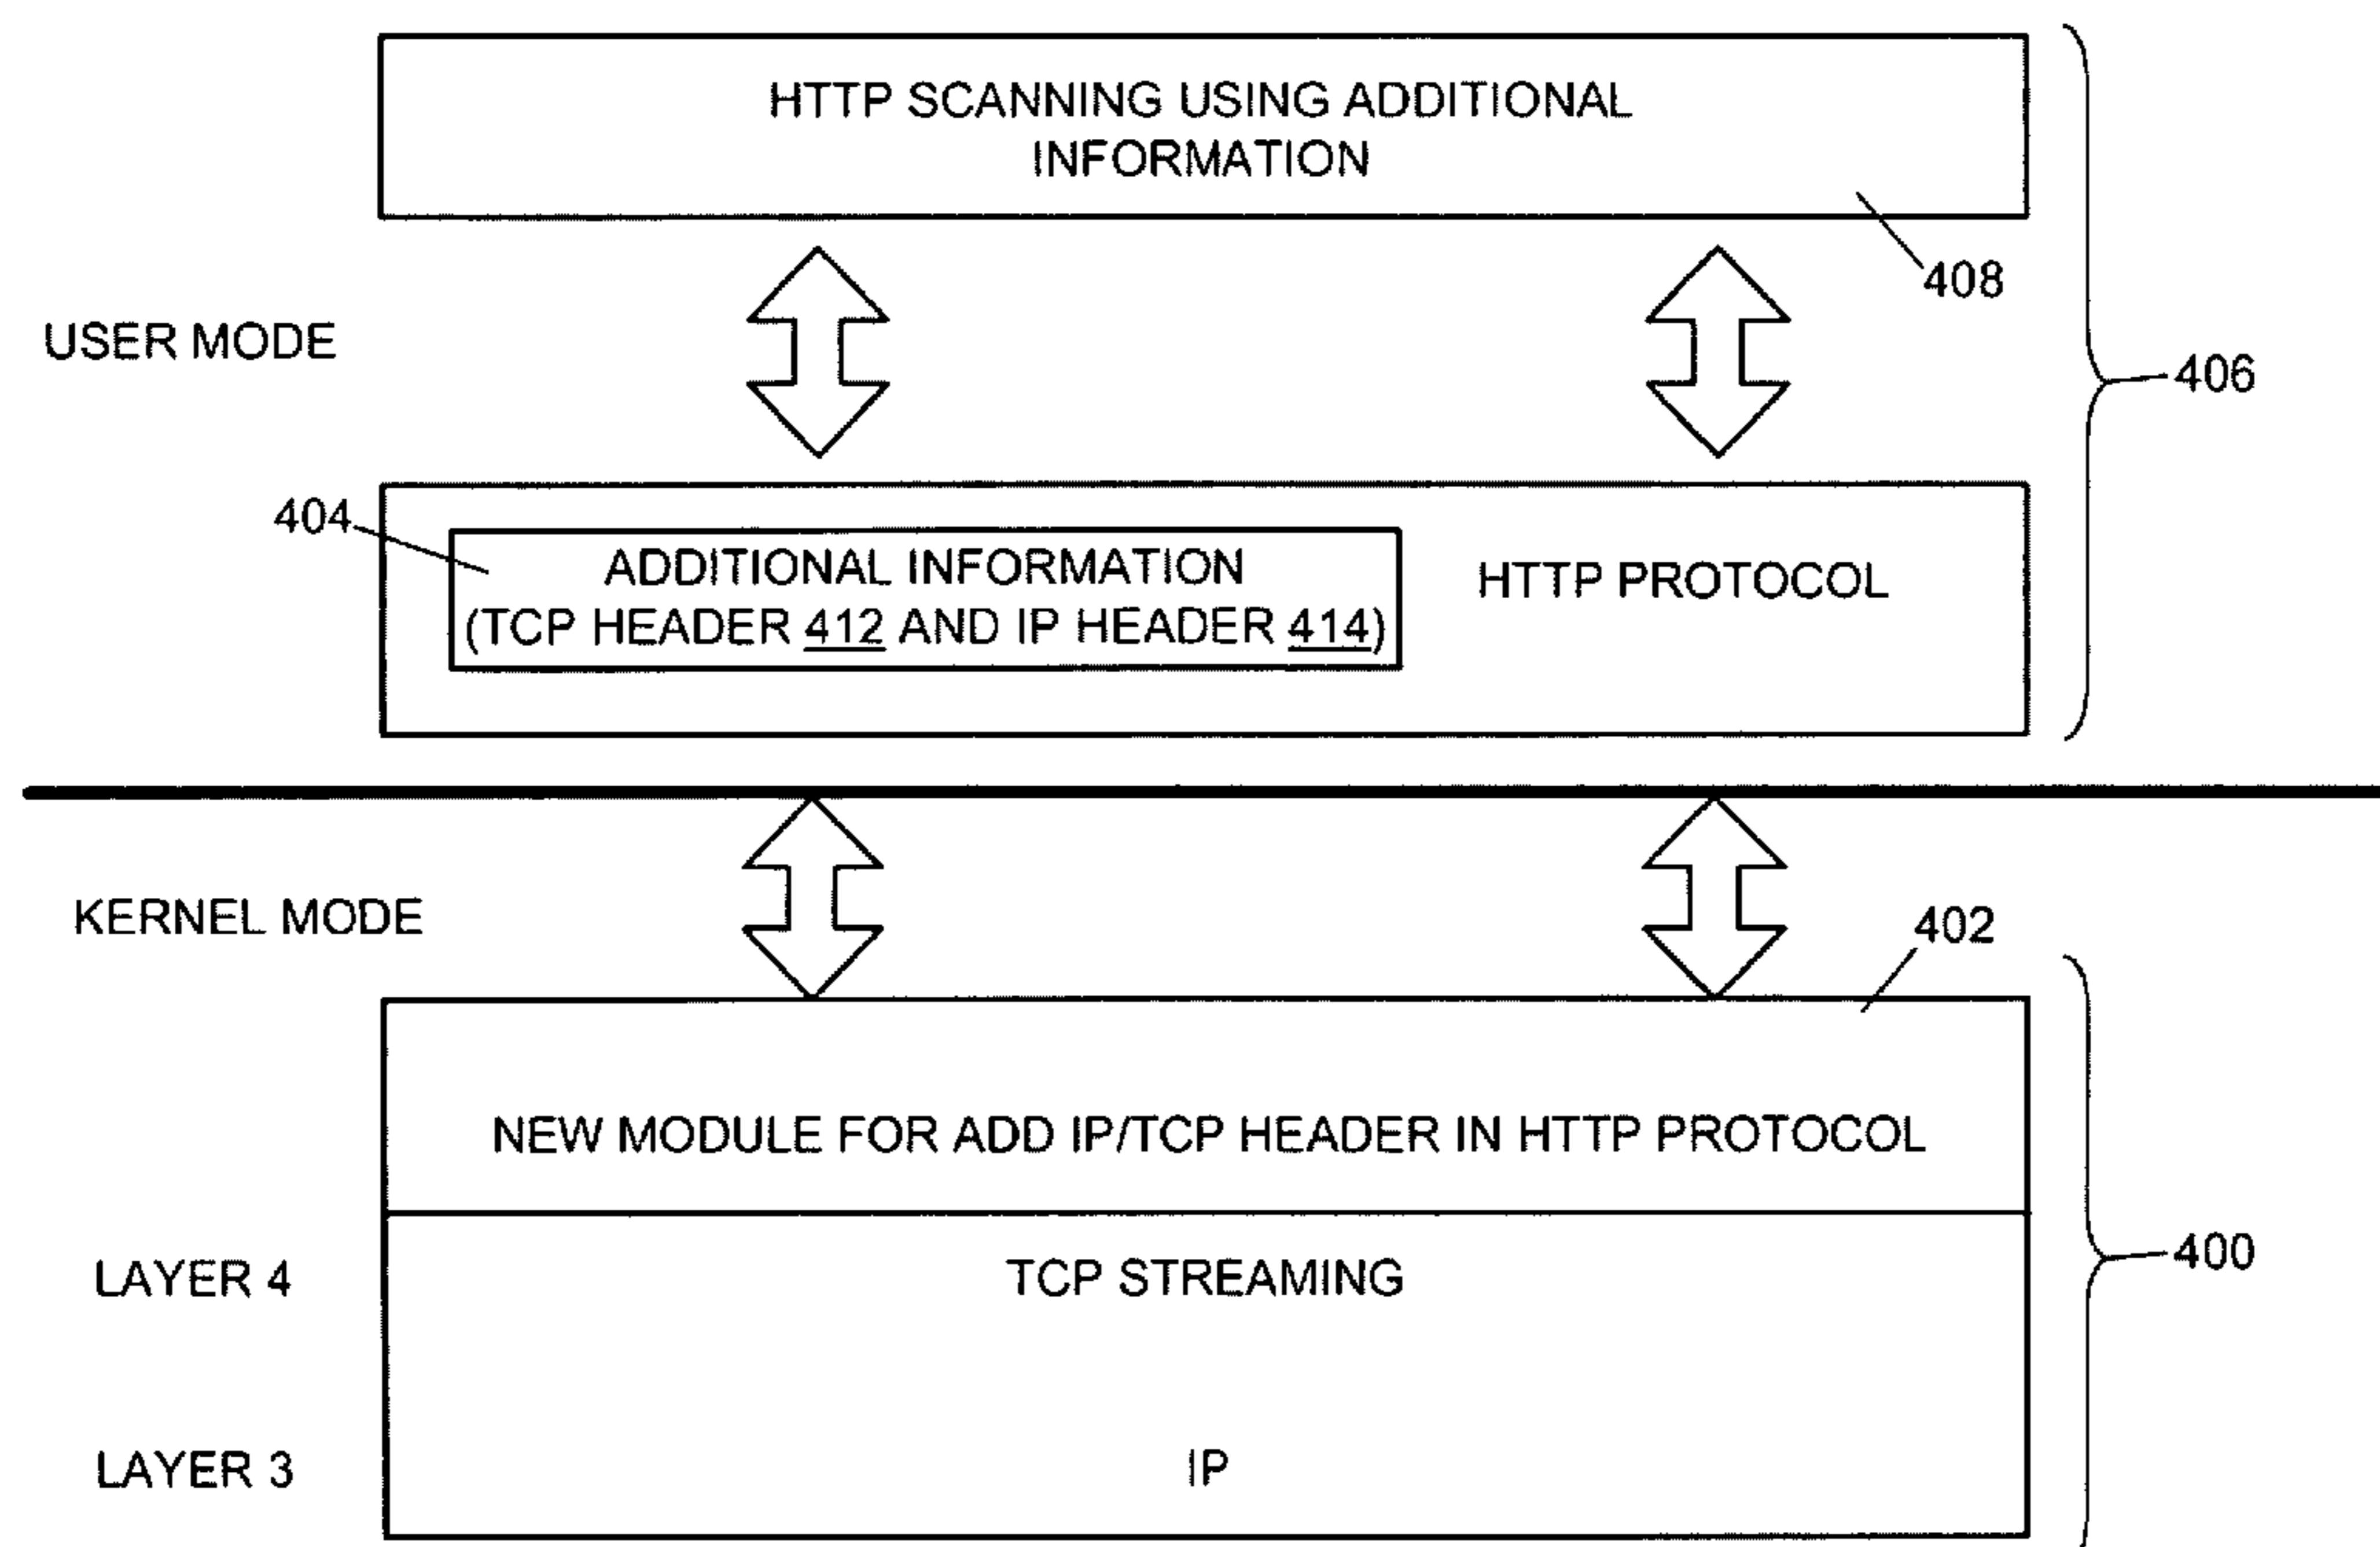 HTTP SCANNING USING ADDITIONAL
INFORMATION
408
USER MODE
406
404
ADDITIONAL INFORMATION
(TCP HEADER 412 AND IP HEADER 414)
HTTP PROTOCOL
KERNEL MODE
402
NEW MODULE FOR ADD IP/TCP HEADER IN HTTP PROTOCOL
LAYER 4
TCP STREAMING
400
LAYER 3
IP